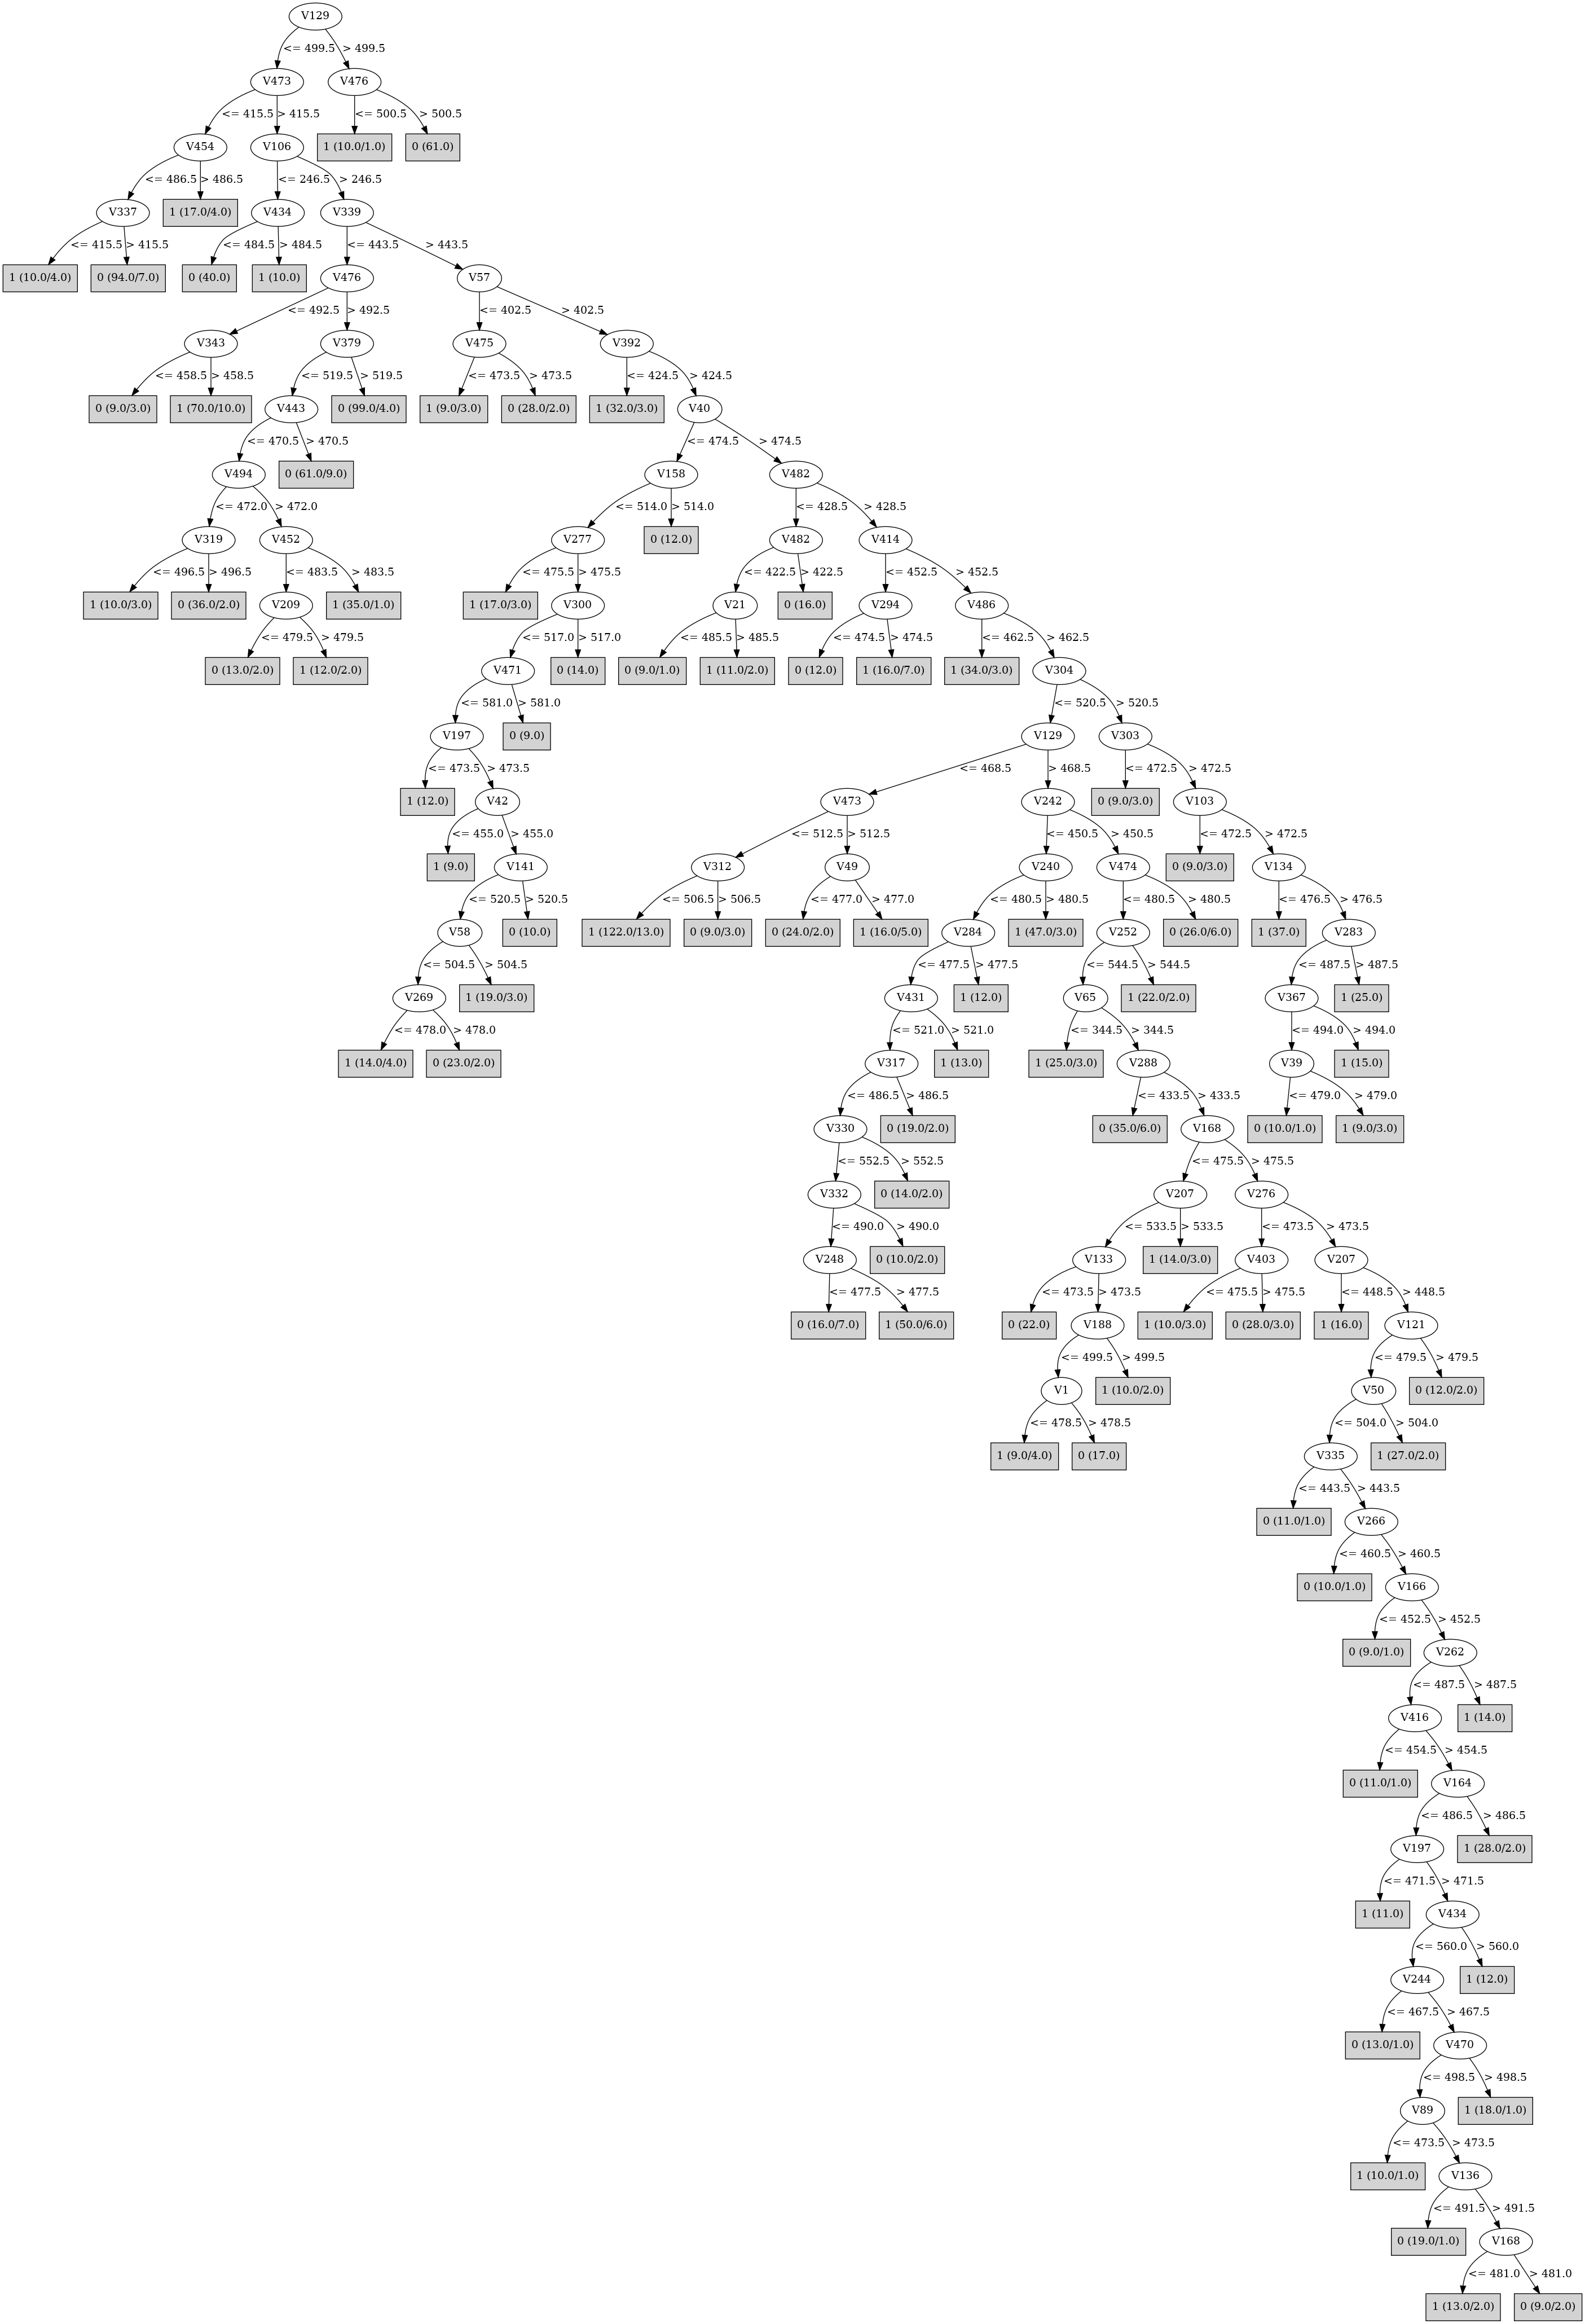 V129
<= 499.5 > 499.5
V473 V476
<= 415.5 > 415.5 <= 500.5 > 500.5
V454 V106 1 (10.0/1.0) 0 (61.0)
<= 486.5 > 486.5 <= 246.5 > 246.5
V337 1 (17.0/4.0) V434 V339
<= 415.5 > 415.5 <= 484.5 > 484.5 <= 443.5 > 443.5
1 (10.0/4.0) 0 (94.0/7.0) 0 (40.0) 1 (10.0) V476 V57
<= 492.5 > 492.5 <= 402.5 > 402.5
V343 V379 V475 V392
<= 458.5 > 458.5 <= 519.5 > 519.5 <= 473.5 > 473.5 <= 424.5 > 424.5
0 (9.0/3.0) 1 (70.0/10.0) V443 0 (99.0/4.0) 1 (9.0/3.0) 0 (28.0/2.0) 1 (32.0/3.0) V40
<= 470.5 > 470.5 <= 474.5 > 474.5
V494 0 (61.0/9.0) V158 V482
<= 472.0 > 472.0 <= 514.0 > 514.0 <= 428.5 > 428.5
V319 V452 V277 0 (12.0) V482 V414
<= 496.5 > 496.5 <= 483.5 > 483.5 <= 475.5 > 475.5 <= 422.5 > 422.5 <= 452.5 > 452.5
1 (10.0/3.0) 0 (36.0/2.0) V209 1 (35.0/1.0) 1 (17.0/3.0) V300 V21 0 (16.0) V294 V486
<= 479.5 > 479.5 <= 517.0 > 517.0 <= 485.5 > 485.5 <= 474.5 > 474.5 <= 462.5 > 462.5
0 (13.0/2.0) 1 (12.0/2.0) V471 0 (14.0) 0 (9.0/1.0) 1 (11.0/2.0) 0 (12.0) 1 (16.0/7.0) 1 (34.0/3.0) V304
<= 581.0 > 581.0 <= 520.5 > 520.5
V197 0 (9.0) V129 V303
<= 473.5 > 473.5 <= 468.5 > 468.5 <= 472.5 > 472.5
1 (12.0) V42 V473 V242 0 (9.0/3.0) V103
<= 455.0 > 455.0 <= 512.5 > 512.5 <= 450.5 > 450.5 <= 472.5 > 472.5
1 (9.0) V141 V312 V49 V240 V474 0 (9.0/3.0) V134
<= 520.5 > 520.5 <= 506.5 > 506.5 <= 477.0 > 477.0 <= 480.5 > 480.5 <= 480.5 > 480.5 <= 476.5 > 476.5
V58 0 (10.0) 1 (122.0/13.0) 0 (9.0/3.0) 0 (24.0/2.0) 1 (16.0/5.0) V284 1 (47.0/3.0) V252 0 (26.0/6.0) 1 (37.0) V283
<= 504.5 > 504.5 <= 477.5 > 477.5 <= 544.5 > 544.5 <= 487.5 > 487.5
V269 1 (19.0/3.0) V431 1 (12.0) V65 1 (22.0/2.0) V367 1 (25.0)
<= 478.0 > 478.0 <= 521.0 > 521.0 <= 344.5 > 344.5 <= 494.0 > 494.0
1 (14.0/4.0) 0 (23.0/2.0) V317 1 (13.0) 1 (25.0/3.0) V288 V39 1 (15.0)
<= 486.5 > 486.5 <= 433.5 > 433.5 <= 479.0 > 479.0
V330 0 (19.0/2.0) 0 (35.0/6.0) V168 0 (10.0/1.0) 1 (9.0/3.0)
<= 552.5 > 552.5 <= 475.5 > 475.5
V332 0 (14.0/2.0) V207 V276
<= 490.0 > 490.0 <= 533.5 > 533.5 <= 473.5 > 473.5
V248 0 (10.0/2.0) V133 1 (14.0/3.0) V403 V207
<= 477.5 > 477.5 <= 473.5 > 473.5 <= 475.5 > 475.5 <= 448.5 > 448.5
0 (16.0/7.0) 1 (50.0/6.0) 0 (22.0) V188 1 (10.0/3.0) 0 (28.0/3.0) 1 (16.0) V121
<= 499.5 > 499.5 <= 479.5 > 479.5
V1 1 (10.0/2.0) V50 0 (12.0/2.0)
<= 478.5 > 478.5 <= 504.0 > 504.0
1 (9.0/4.0) 0 (17.0) V335 1 (27.0/2.0)
<= 443.5 > 443.5
0 (11.0/1.0) V266
<= 460.5 > 460.5
0 (10.0/1.0) V166
<= 452.5 > 452.5
0 (9.0/1.0) V262
<= 487.5 > 487.5
V416 1 (14.0)
<= 454.5 > 454.5
0 (11.0/1.0) V164
<= 486.5 > 486.5
V197 1 (28.0/2.0)
<= 471.5 > 471.5
1 (11.0) V434
<= 560.0 > 560.0
V244 1 (12.0)
<= 467.5 > 467.5
0 (13.0/1.0) V470
<= 498.5 > 498.5
V89 1 (18.0/1.0)
<= 473.5 > 473.5
1 (10.0/1.0) V136
<= 491.5 > 491.5
0 (19.0/1.0) V168
<= 481.0 > 481.0
1 (13.0/2.0) 0 (9.0/2.0)